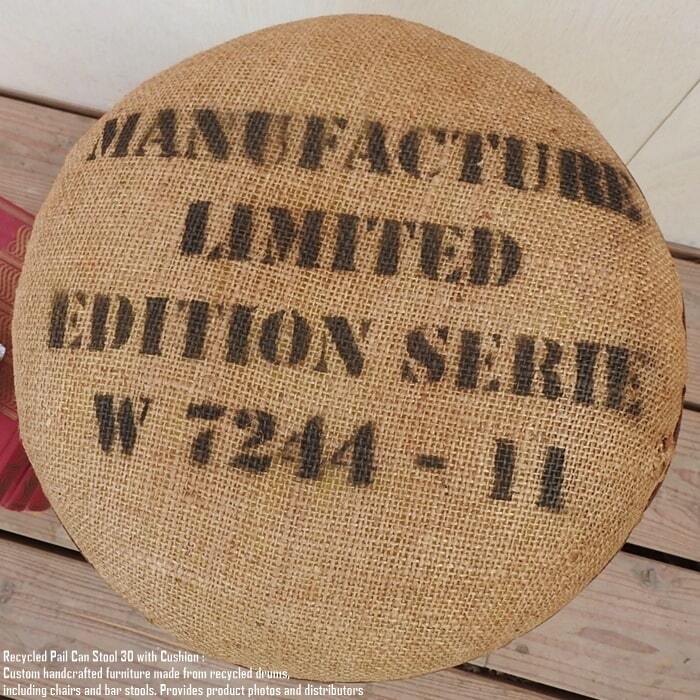 MANUFACTURE
LIMITED
EDITION SERIE
W 7244 - 11
Recycled Pail Can Stool 30 with Cushion :
Custom handcrafted furniture made from recycled drums,
including chairs and bar stools. Provides product photos and distributors